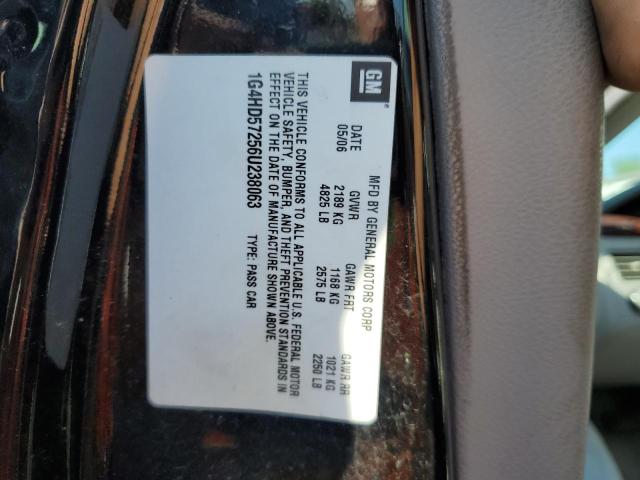 GM
MFD BY GENERAL MOTORS CORP
DATE GVWR GAWR FRT GAWR RR
05/06 2189 KG 1168 KG 1021 KG
4825 LB 2575 LB 2250 LB
THIS VEHICLE CONFORMS TO ALL APPLICABLE U.S. FEDERAL MOTOR
VEHICLE SAFETY, BUMPER, AND THEFT PREVENTION STANDARDS IN
EFFECT ON THE DATE OF MANUFACTURE SHOWN ABOVE.
1G4HD57256U238063 TYPE: PASS CAR